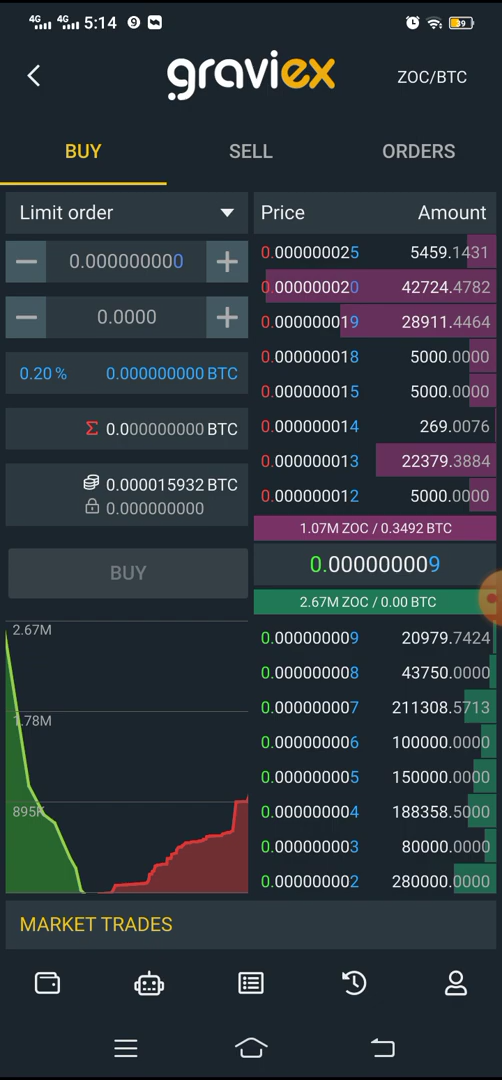 4G 4G 5:14 9 39
graviex ZOC/BTC
BUY SELL ORDERS
Limit order Price Amount
0.000000000
0.0000
0.20 % 0.000000000 BTC
Σ 0.000000000 BTC
0.000015932 BTC
0.000000000
BUY
0.000000025 5459.1431
0.000000020 42724.4782
0.000000019 28911.4464
0.000000018 5000.0000
0.000000015 5000.0000
0.000000014 269.0076
0.000000013 22379.3884
0.000000012 5000.0000
1.07M ZOC / 0.3492 BTC
0.000000009
2.67M ZOC / 0.00 BTC
0.000000009 20979.7424
0.000000008 43750.0000
0.000000007 211308.5713
0.000000006 100000.0000
0.000000005 150000.0000
0.000000004 188358.5000
0.000000003 80000.0000
0.000000002 280000.0000
2.67M
1.78M
895K
MARKET TRADES